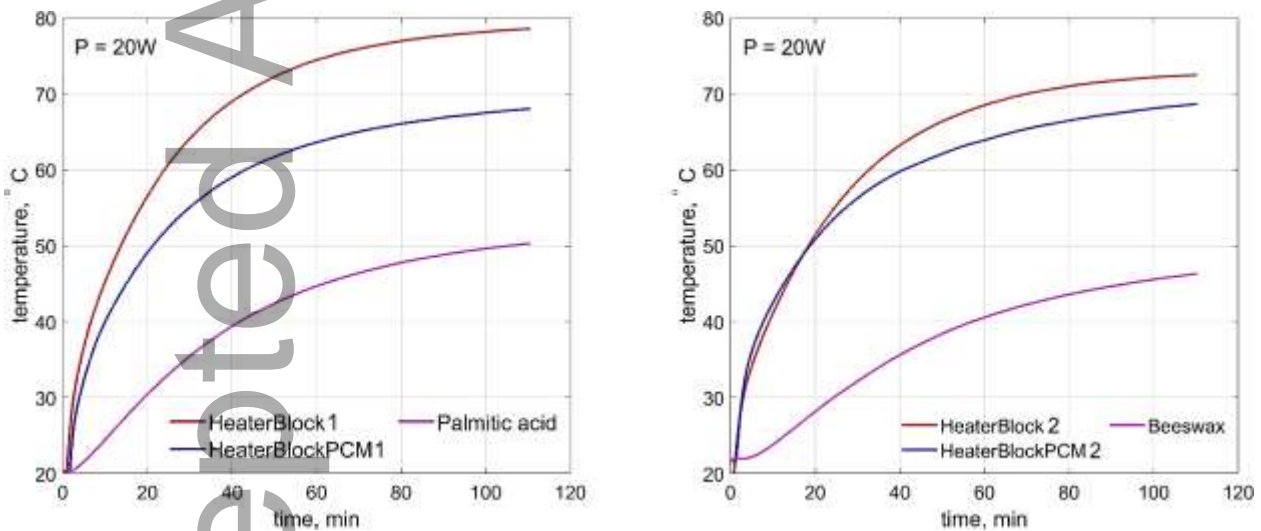 80
70
60
50
40
30
20
0
20
40
60
80
100
120
temperature, ° C
time, min
P = 20W
HeaterBlock 1
HeaterBlockPCM 1
Palmitic acid
80
70
60
50
40
30
20
0
20
40
60
80
100
120
temperature, ° C
time, min
P = 20W
HeaterBlock 2
HeaterBlockPCM 2
Beeswax
epted A